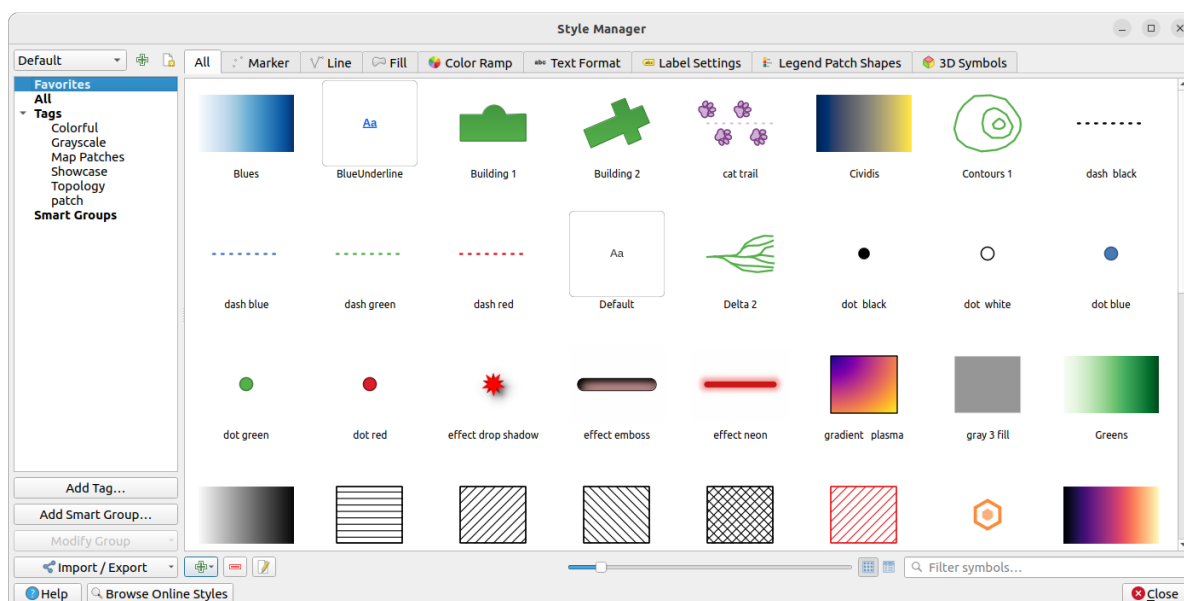 Style Manager
Default
All Marker Line Fill Color Ramp abc Text Format abc Label Settings Legend Patch Shapes 3D Symbols
Favorites
All
Tags
Colorful
Grayscale
Map Patches
Showcase
Topology
patch
Smart Groups
Aa
Blues BlueUnderline Building 1 Building 2 cat trail Cividis Contours 1 dash black
Aa
dash blue dash green dash red Default Delta 2 dot black dot white dot blue
dot green dot red effect drop shadow effect emboss effect neon gradient plasma gray 3 fill Greens
Add Tag...
Add Smart Group...
Modify Group
Import / Export
Filter symbols...
Help Browse Online Styles Close